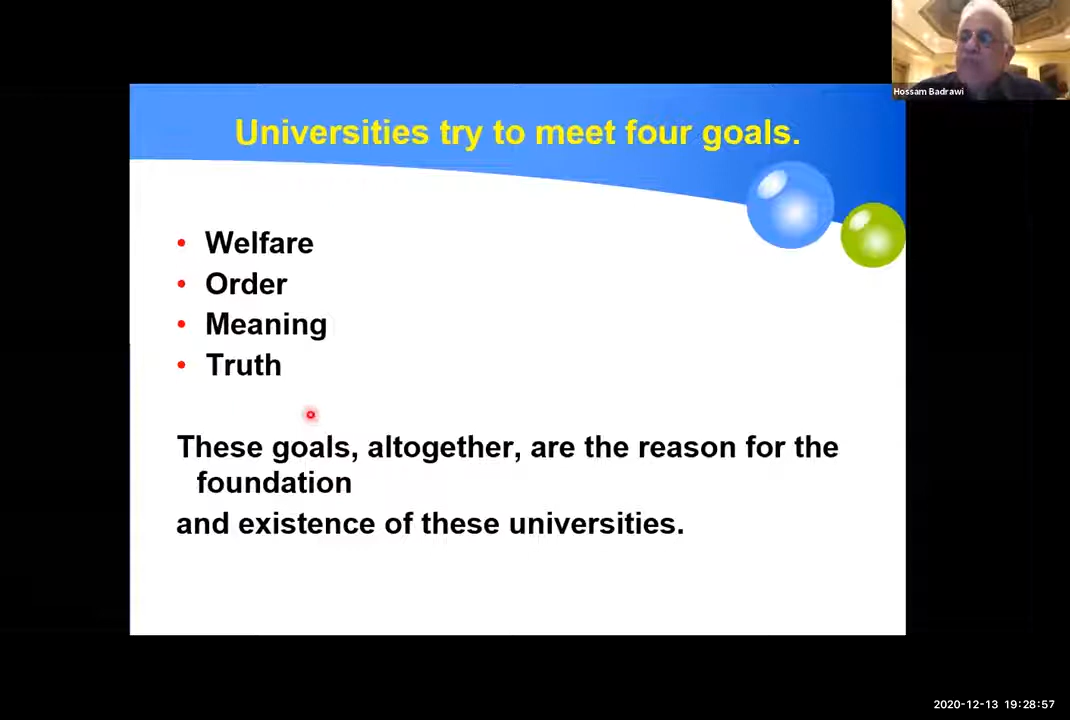 Hossam Badrawi
Universities try to meet four goals.
• Welfare
• Order
• Meaning
• Truth
These goals, altogether, are the reason for the
foundation
and existence of these universities.
2020-12-13 19:28:57